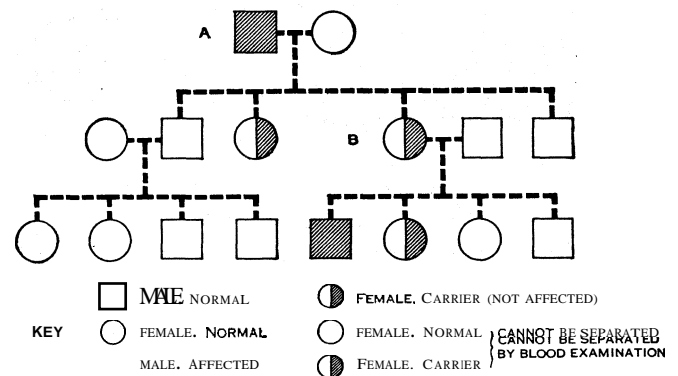 A
B
MALE. NORMAL
FEMALE. CARRIER (NOT AFFECTED)
KEY
FEMALE. NORMAL
FEMALE. NORMAL
CANNOT BE SEPARATED
MALE. AFFECTED
FEMALE. CARRIER
BY BLOOD EXAMINATION